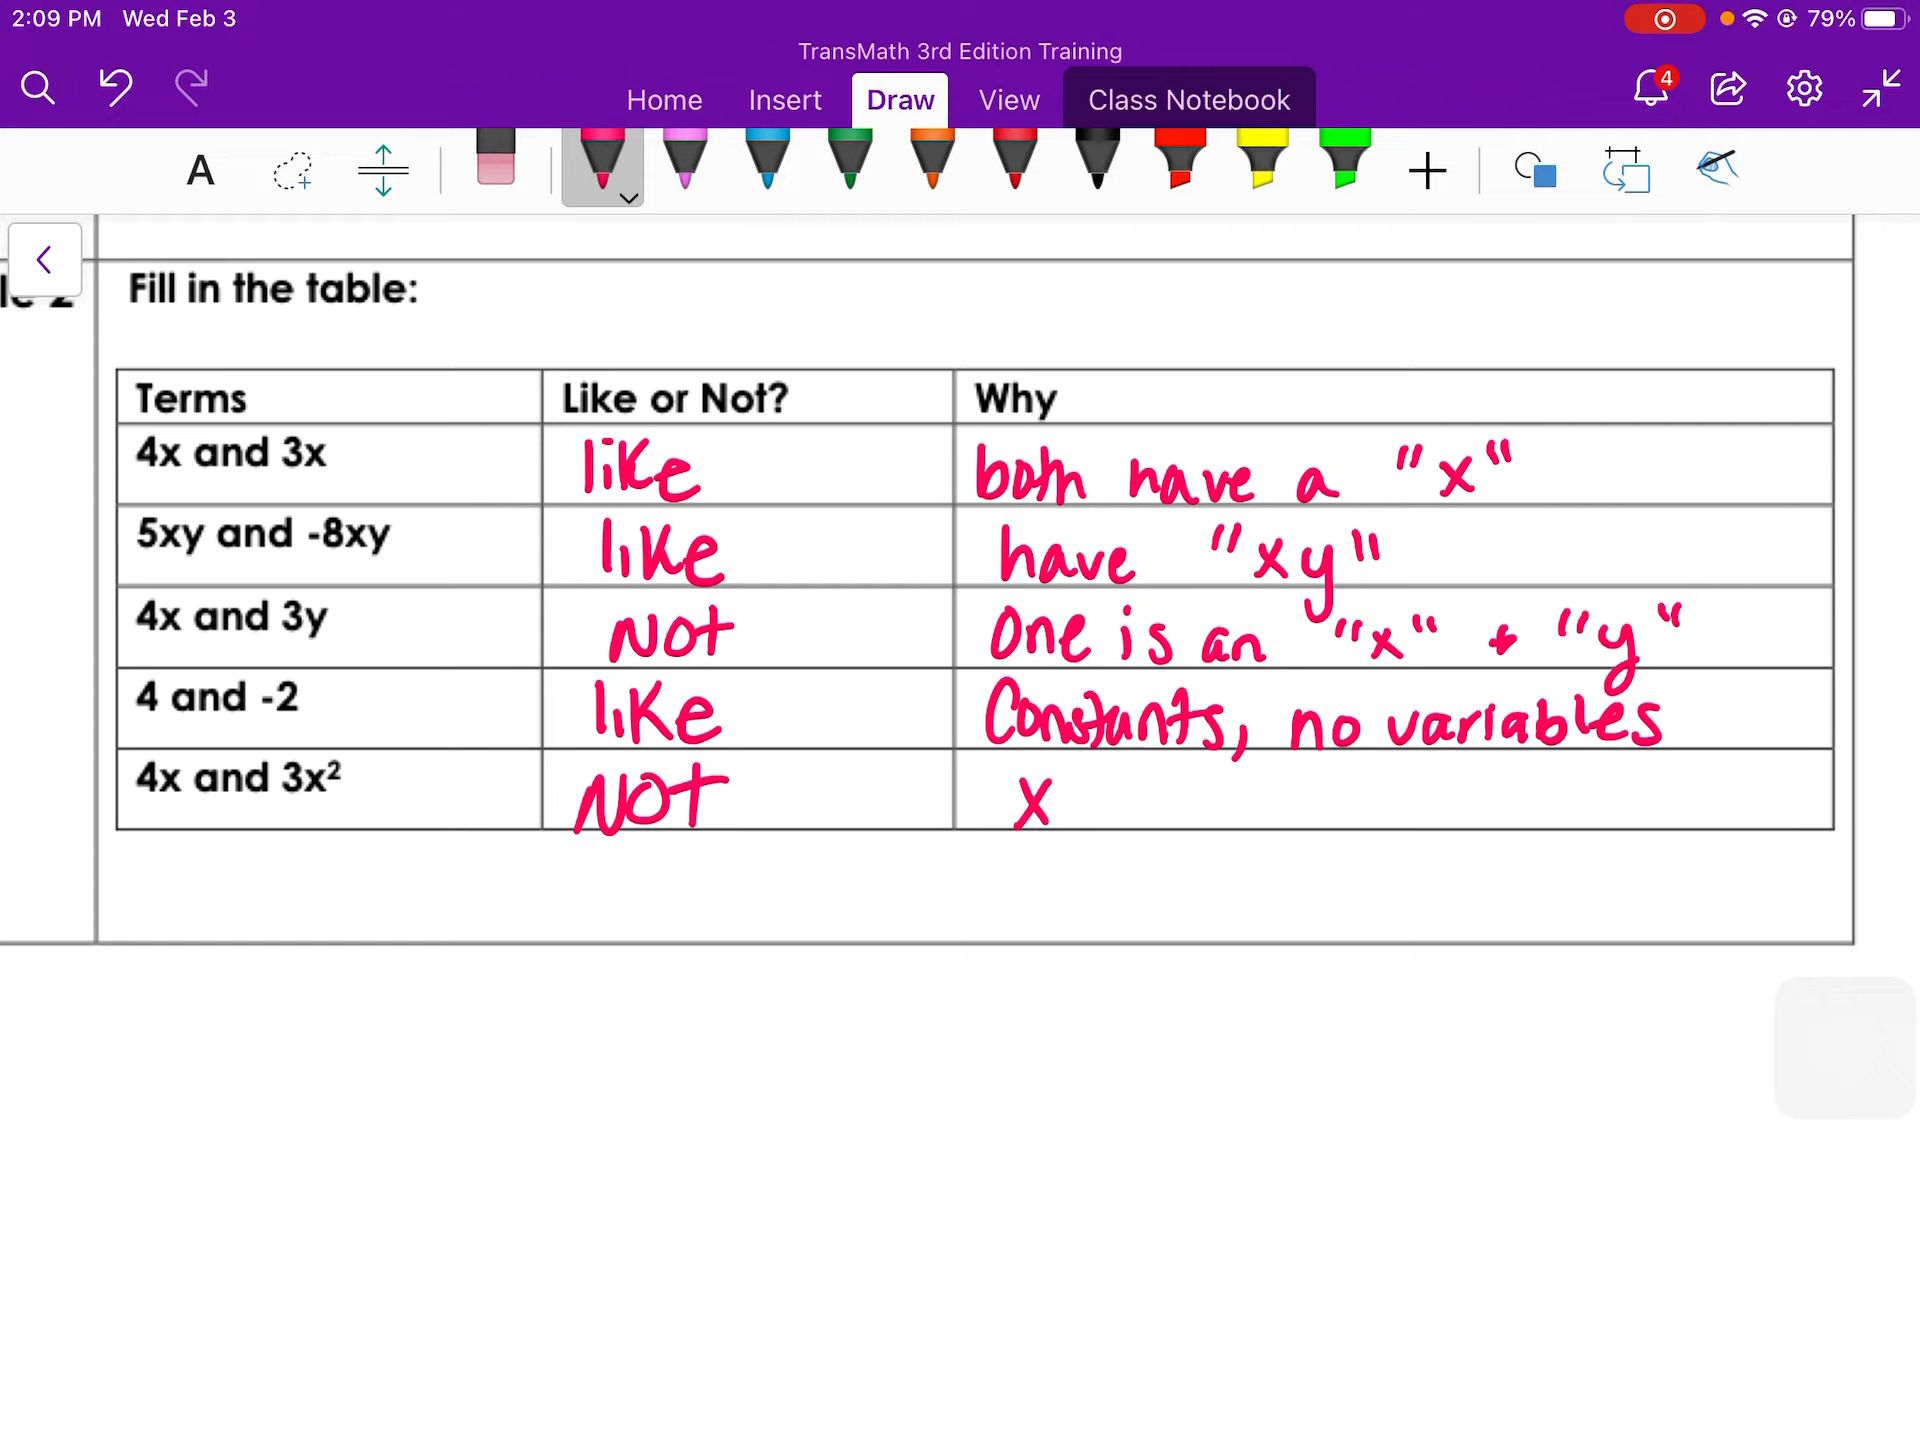 2:09 PM Wed Feb 3
79%
TransMath 3rd Edition Training
Home Insert Draw View Class Notebook
4
A
Fill in the table:
Terms Like or Not? Why
4x and 3x like both have a "x"
5xy and -8xy like have "xy"
4x and 3y Not One is an "x" + "y"
4 and -2 like Constants, no variables
4x and 3x² NOT x